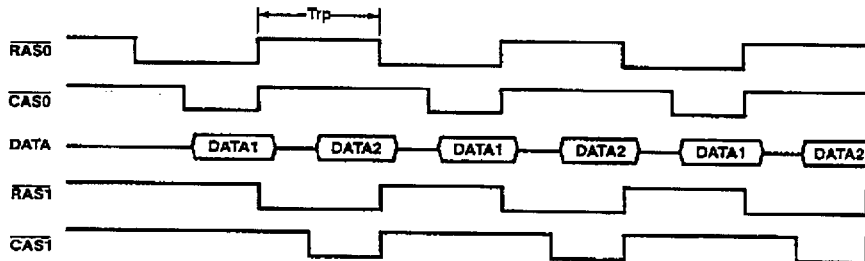 Trp
RAS0
CAS0
DATA DATA1 DATA2 DATA1 DATA2 DATA1 DATA2
RAS1
CAS1